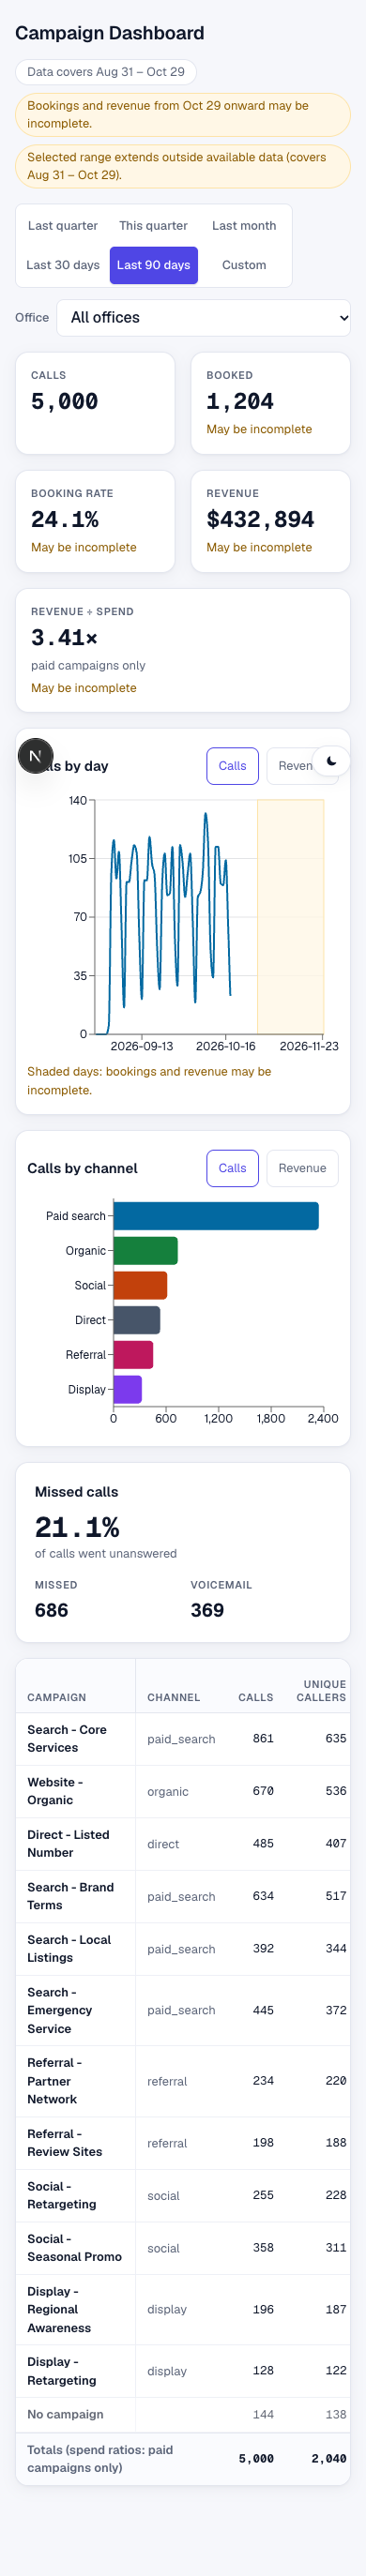 Campaign Dashboard
Data covers Aug 31 – Oct 29
Bookings and revenue from Oct 29 onward may be
incomplete.
Selected range extends outside available data (covers
Aug 31 – Oct 29).
Last quarter This quarter Last month
Last 30 days Last 90 days Custom
Office All offices
CALLS
5,000
BOOKED
1,204
May be incomplete
BOOKING RATE
24.1%
May be incomplete
REVENUE
$432,894
May be incomplete
REVENUE ÷ SPEND
3.41×
paid campaigns only
May be incomplete
N
ls by day Calls Reven
140
105
70
35
0
2026-09-13 2026-10-16 2026-11-23
Shaded days: bookings and revenue may be
incomplete.
Calls by channel Calls Revenue
Paid search
Organic
Social
Direct
Referral
Display
0 600 1,200 1,800 2,400
Missed calls
21.1%
of calls went unanswered
MISSED VOICEMAIL
686 369
CAMPAIGN CHANNEL CALLS UNIQUE
CALLERS
Search - Core
Services paid_search 861 635
Website -
Organic organic 670 536
Direct - Listed
Number direct 485 407
Search - Brand
Terms paid_search 634 517
Search - Local
Listings paid_search 392 344
Search -
Emergency
Service paid_search 445 372
Referral -
Partner
Network referral 234 220
Referral -
Review Sites referral 198 188
Social -
Retargeting social 255 228
Social -
Seasonal Promo social 358 311
Display -
Regional
Awareness display 196 187
Display -
Retargeting display 128 122
No campaign 144 138
Totals (spend ratios: paid
campaigns only) 5,000 2,040